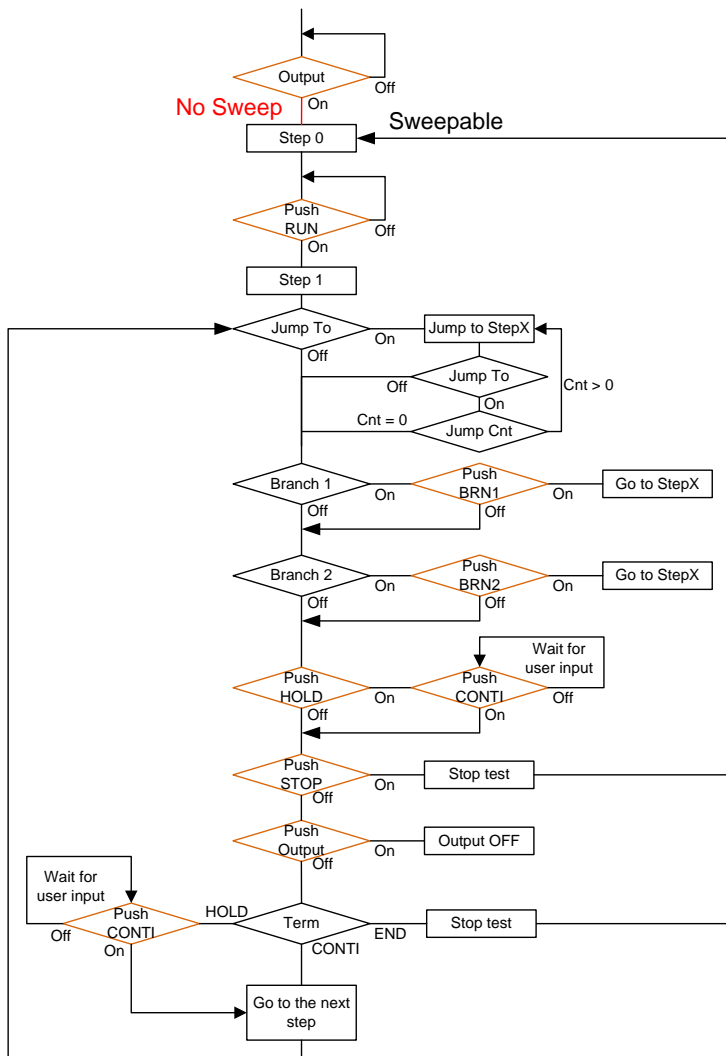 Output
Off
On
No Sweep
Sweepable
Step 0
Push
RUN
Off
On
Step 1
Jump To
On
Jump to StepX
Off
Off
Jump To
On
Cnt > 0
Cnt = 0
Jump Cnt
Branch 1
On
Off
Push
BRN1
On
Off
Go to StepX
Branch 2
On
Off
Push
BRN2
On
Off
Go to StepX
Wait for
user input
Push
HOLD
On
Off
Push
CONTI
Off
On
Push
STOP
On
Off
Stop test
Push
Output
On
Off
Output OFF
Wait for
user input
Push
CONTI
Off
On
HOLD
Term
END
CONTI
Stop test
Go to the next
step